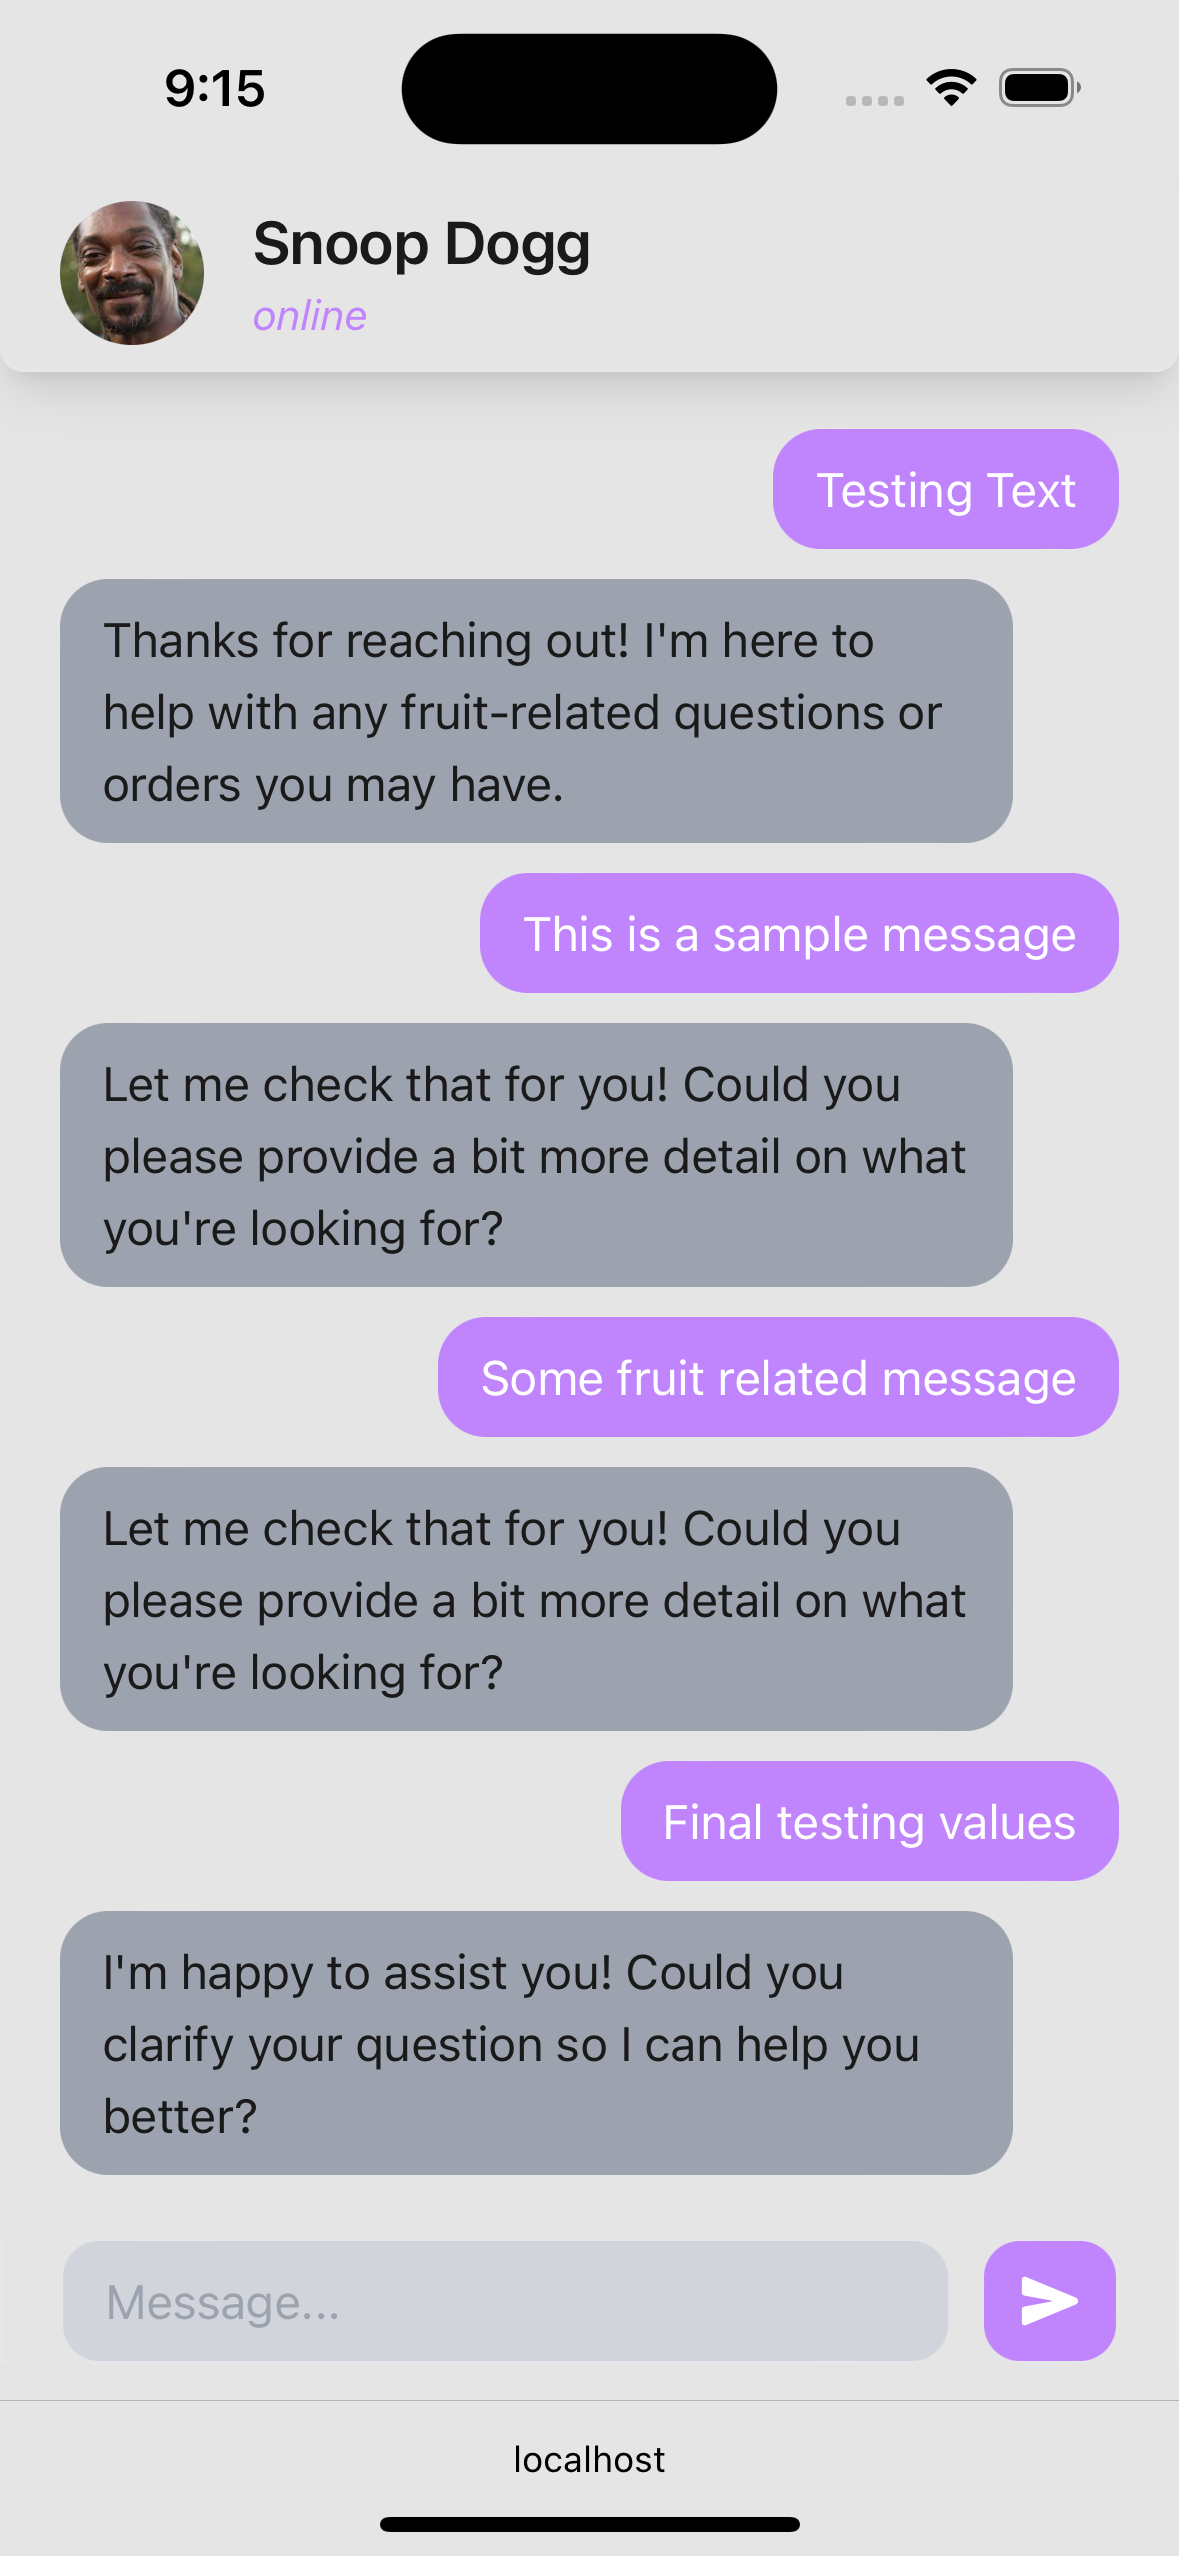 9:15
Snoop Dogg
online
Testing Text
Thanks for reaching out! I'm here to
help with any fruit-related questions or
orders you may have.
This is a sample message
Let me check that for you! Could you
please provide a bit more detail on what
you're looking for?
Some fruit related message
Let me check that for you! Could you
please provide a bit more detail on what
you're looking for?
Final testing values
I'm happy to assist you! Could you
clarify your question so I can help you
better?
Message...
localhost